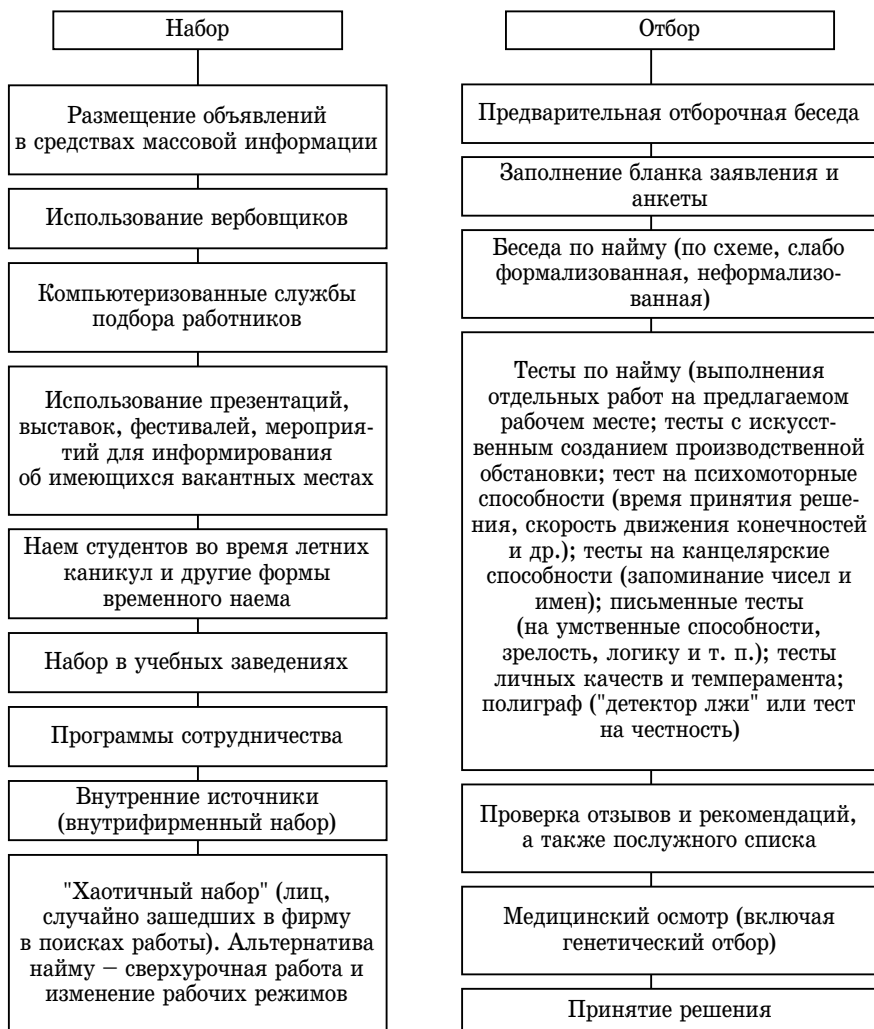 Набор
Размещение объявлений
в средствах массовой информации
Использование вербовщиков
Компьютеризованные службы
подбора работников
Использование презентаций,
выставок, фестивалей, мероприя-
тий для информирования
об имеющихся вакантных местах
Наем студентов во время летних
каникул и другие формы
временного наема
Набор в учебных заведениях
Программы сотрудничества
Внутренние источники
(внутрифирменный набор)
"Хаотичный набор" (лиц,
случайно зашедших в фирму
в поисках работы). Альтернатива
найму – сверхурочная работа и
изменение рабочих режимов
Отбор
Предварительная отборочная беседа
Заполнение бланка заявления и
анкеты
Беседа по найму (по схеме, слабо
формализованная, неформализо-
ванная)
Тесты по найму (выполнения
отдельных работ на предлагаемом
рабочем месте; тесты с искусст-
венным созданием производственной
обстановки; тест на психомоторные
способности (время принятия реше-
ния, скорость движения конечностей
и др.); тесты на канцелярские
способности (запоминание чисел и
имен); письменные тесты
(на умственные способности,
зрелость, логику и т. п.); тесты
личных качеств и темперамента;
полиграф ("детектор лжи" или тест
на честность)
Проверка отзывов и рекомендаций,
а также послужного списка
Медицинский осмотр (включая
генетический отбор)
Принятие решения